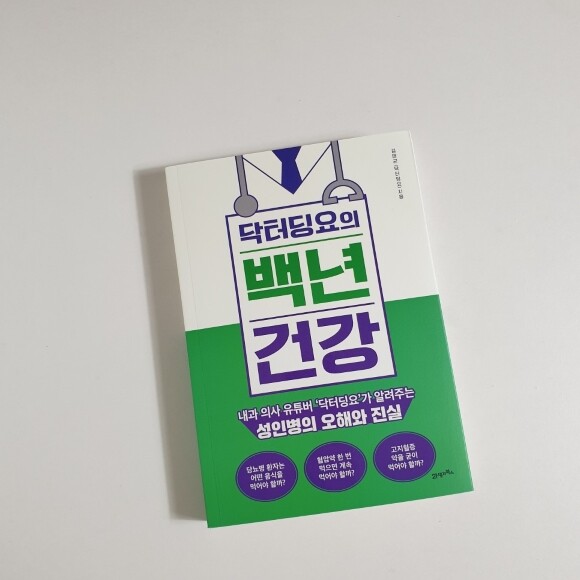 닥터딩요의
백년
건강
내과 의사 유튜버 '닥터딩요'가 알려주는
성인병의 오해와 진실
당뇨병 환자는
어떤 음식을
먹어야 할까?
혈압약 한 번
먹으면 계속
먹어야 할까?
고지혈증
약을 굳이
먹어야 할까?